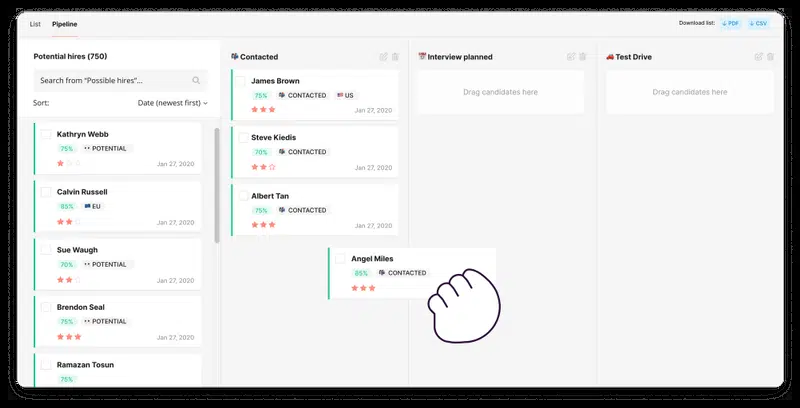 List Pipeline Download list: PDF CSV
Potential hires (750)
Search from “Possible hires”...
Sort: Date (newest first)
Kathryn Webb
75% POTENTIAL
Jan 27, 2020
Calvin Russell
85% EU
Jan 27, 2020
Sue Waugh
70% POTENTIAL
Jan 27, 2020
Brendon Seal
75% POTENTIAL
Jan 27, 2020
Ramazan Tosun
75%
Contacted
James Brown
75% CONTACTED US
Jan 27, 2020
Steve Kiedis
70% CONTACTED
Jan 27, 2020
Albert Tan
75% CONTACTED
Jan 27, 2020
Angel Miles
85% CONTACTED
Interview planned
Drag candidates here
Test Drive
Drag candidates here